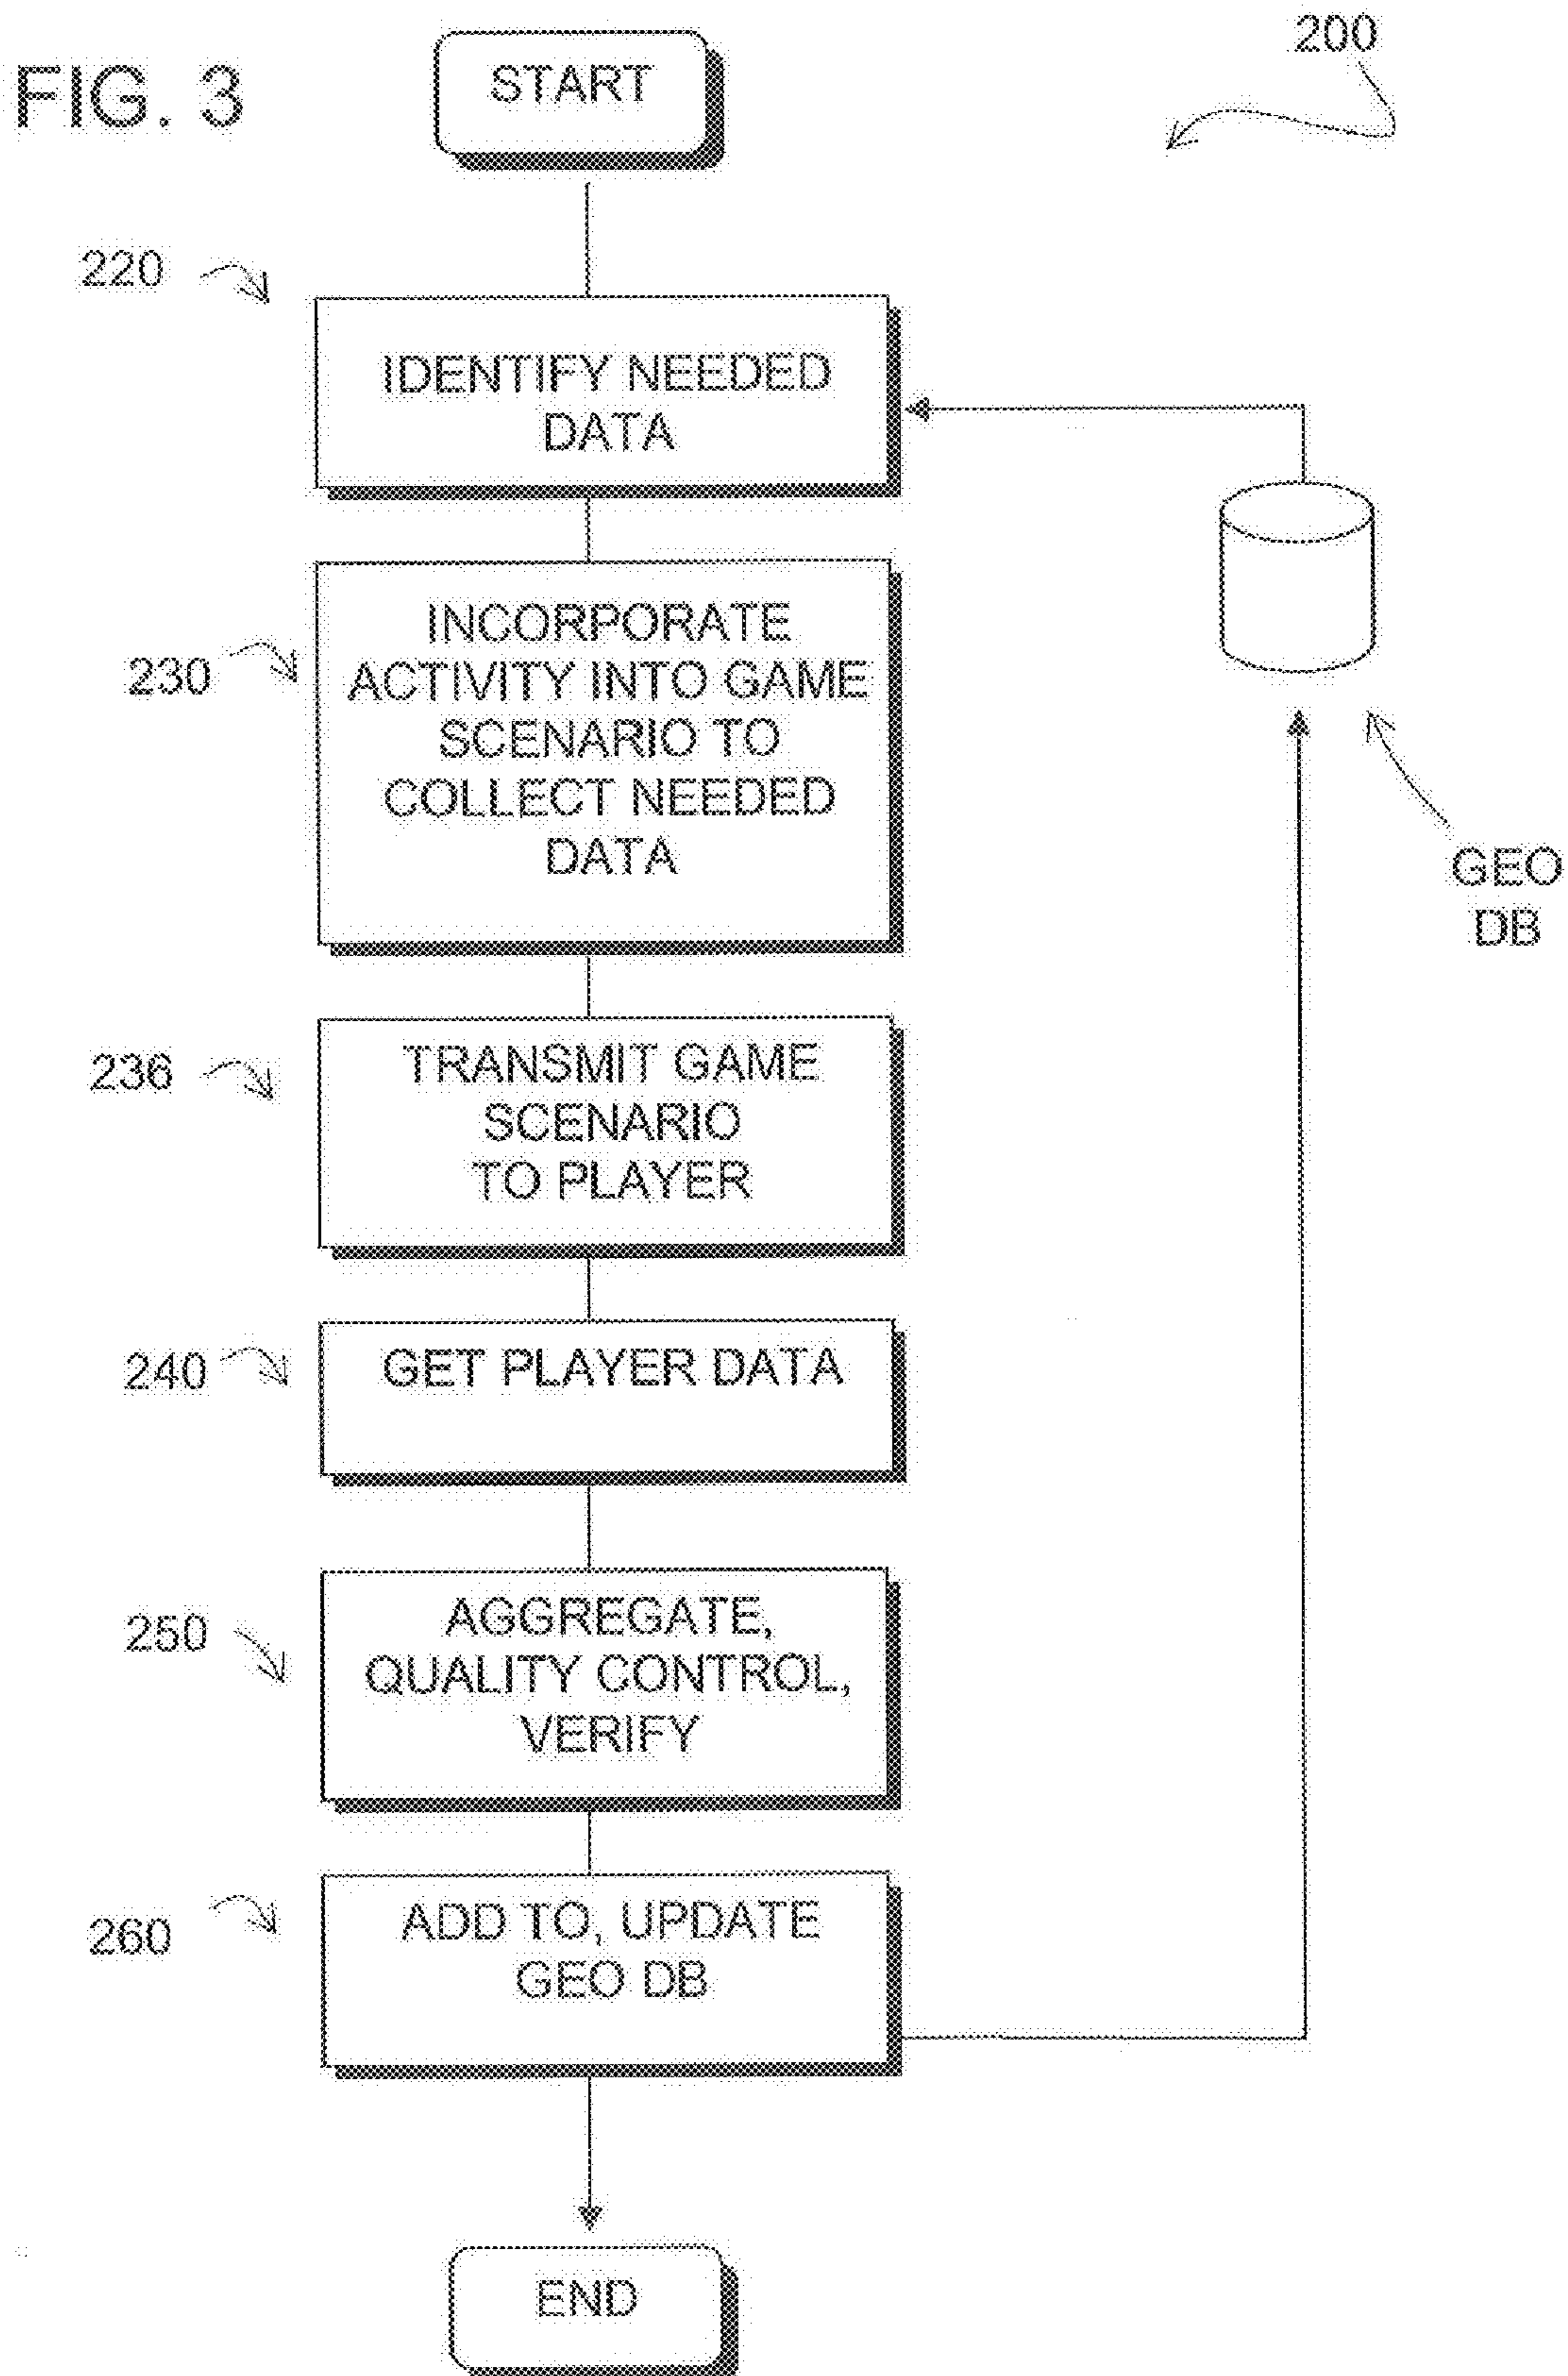 FIG. 3
START
200
220
IDENTIFY NEEDED
DATA
230
INCORPORATE
ACTIVITY INTO GAME
SCENARIO TO
COLLECT NEEDED
DATA
GEO
DB
236
TRANSMIT GAME
SCENARIO
TO PLAYER
240
GET PLAYER DATA
250
AGGREGATE,
QUALITY CONTROL,
VERIFY
260
ADD TO, UPDATE
GEO DB
END